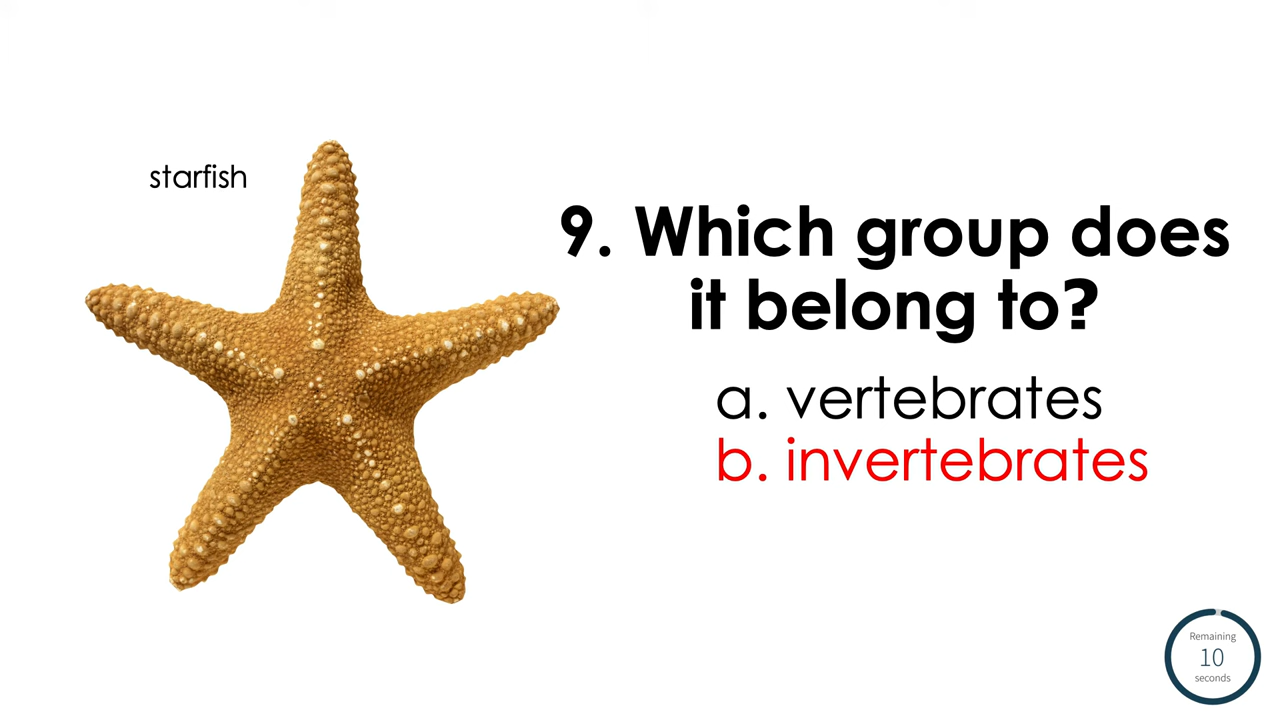 starfish
9. Which group does
it belong to?
a. vertebrates
b. invertebrates
Remaining
10
seconds